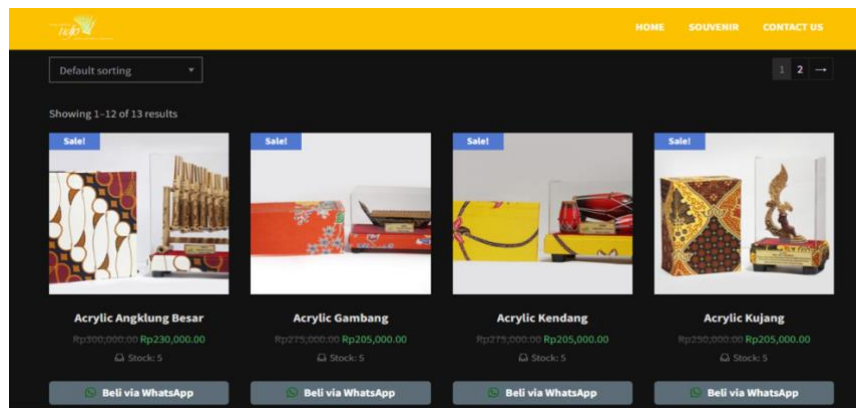 HOME SOUVENIR CONTACT US
Default sorting
1 2 →
Showing 1–12 of 13 results
Sale! Sale! Sale! Sale!
Acrylic Angklung Besar Acrylic Gambang Acrylic Kendang Acrylic Kujang
Rp300,000.00 Rp230,000.00 Rp275,000.00 Rp205,000.00 Rp275,000.00 Rp205,000.00 Rp250,000.00 Rp205,000.00
Stock: 5 Stock: 5 Stock: 5 Stock: 5
Beli via WhatsApp Beli via WhatsApp Beli via WhatsApp Beli via WhatsApp